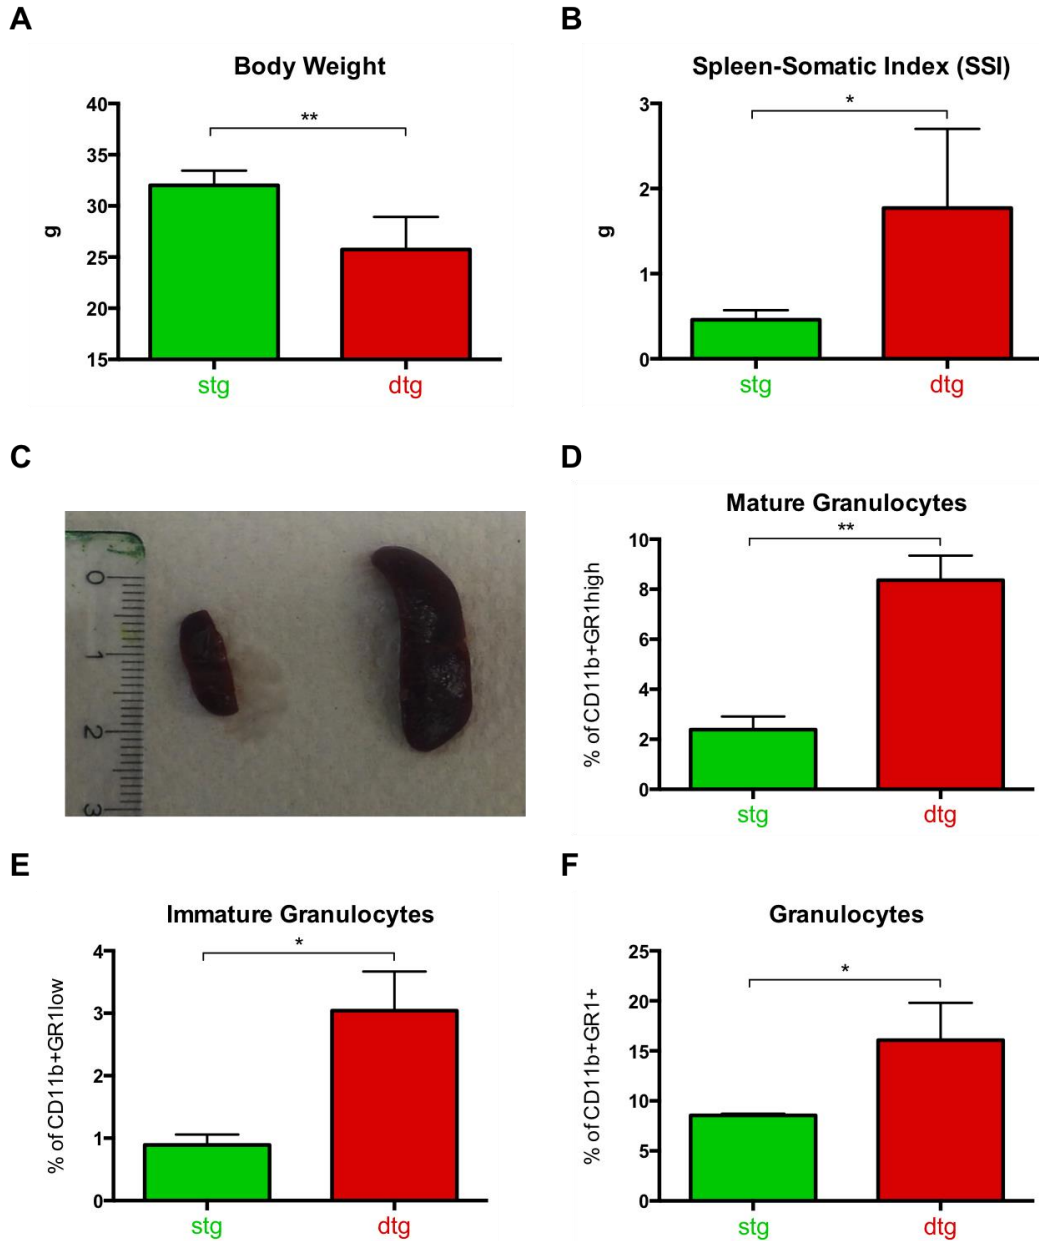 A
Body Weight
**
g
40
35
30
25
20
15
stg
dtg
B
Spleen-Somatic Index (SSI)
*
g
3
2
1
0
stg
dtg
C
0
1
2
3
D
Mature Granulocytes
**
% of CD11b+GR1high
10
8
6
4
2
0
stg
dtg
E
Immature Granulocytes
*
% of CD11b+GR1low
4
3
2
1
0
stg
dtg
F
Granulocytes
*
% of CD11b+GR1+
25
20
15
10
5
0
stg
dtg